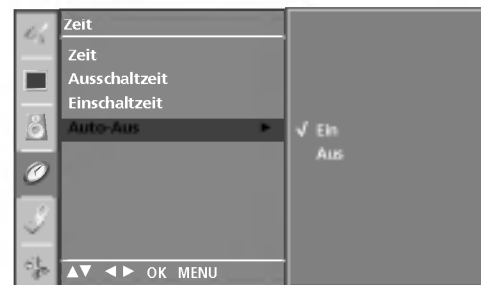 Zeit
Zeit
Ausschaltzeit
Einschaltzeit
Auto-Aus ►
√ Ein
Aus
▲▼ ◄► OK MENU